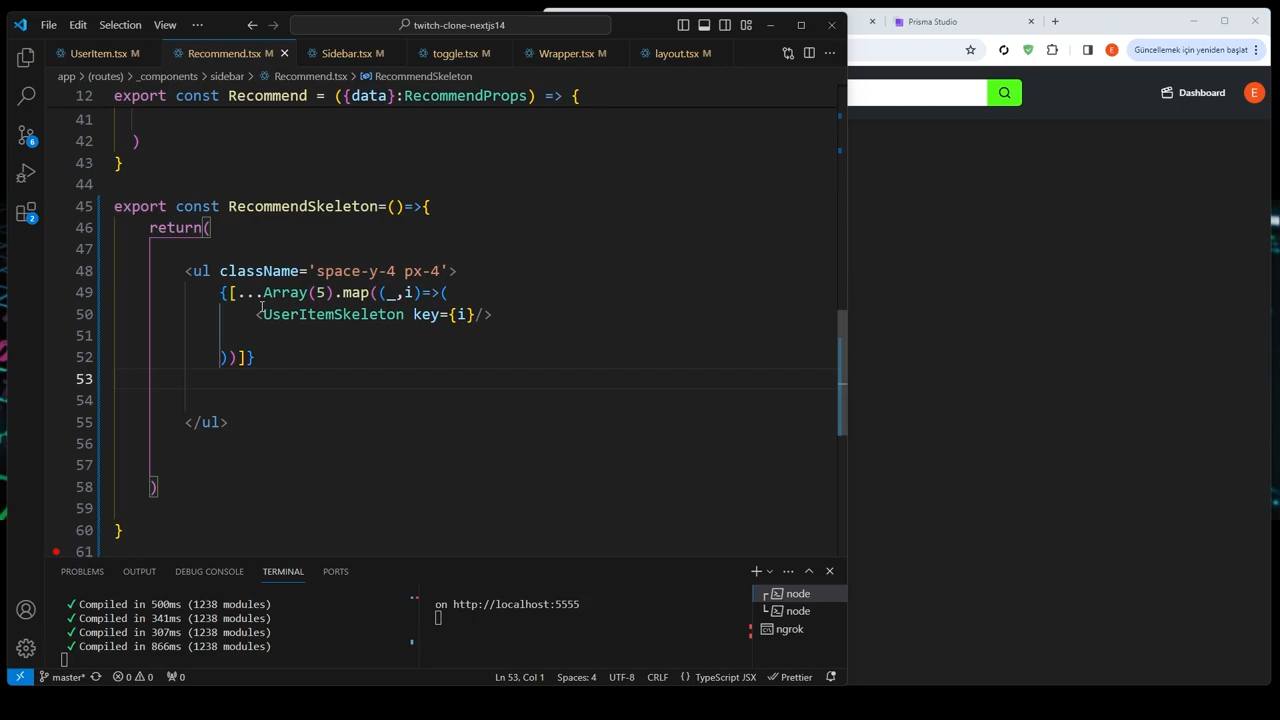 File Edit Selection View ··· twitch-clone-nextjs14
Prisma Studio
UserItem.tsx M Recommend.tsx M Sidebar.tsx M toggle.tsx M Wrapper.tsx M layout.tsx M
Güncellemek için yeniden başlat
app > (routes) > _components > sidebar > Recommend.tsx > RecommendSkeleton
Dashboard E
12 export const Recommend = ({data}:RecommendProps) => {
41
42 )
43 }
44
45 export const RecommendSkeleton=()=>{
46 return(
47
48 <ul className='space-y-4 px-4'>
49 {[...Array(5).map((_,i)=>(
50 <UserItemSkeleton key={i}/>
51
52 ))]}
53
54
55 </ul>
56
57
58 )
59
60 }
61
PROBLEMS OUTPUT DEBUG CONSOLE TERMINAL PORTS
✓ Compiled in 500ms (1238 modules)
✓ Compiled in 341ms (1238 modules)
✓ Compiled in 307ms (1238 modules)
✓ Compiled in 866ms (1238 modules)
on http://localhost:5555
node
node
ngrok
master* 0 0 0 Ln 53, Col 1 Spaces: 4 UTF-8 CRLF {} TypeScript JSX Prettier